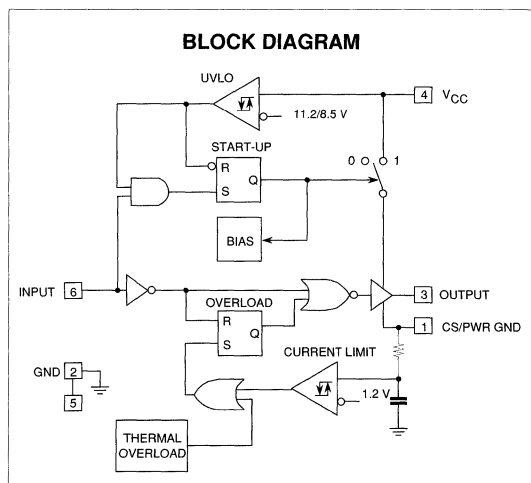 BLOCK DIAGRAM
UVLO
4 VCC
11.2/8.5 V
START-UP
0 1
R
Q
S
BIAS
INPUT 6
OVERLOAD
3 OUTPUT
R
Q
1 CS/PWR GND
S
CURRENT LIMIT
GND 2
1.2 V
5
THERMAL
OVERLOAD